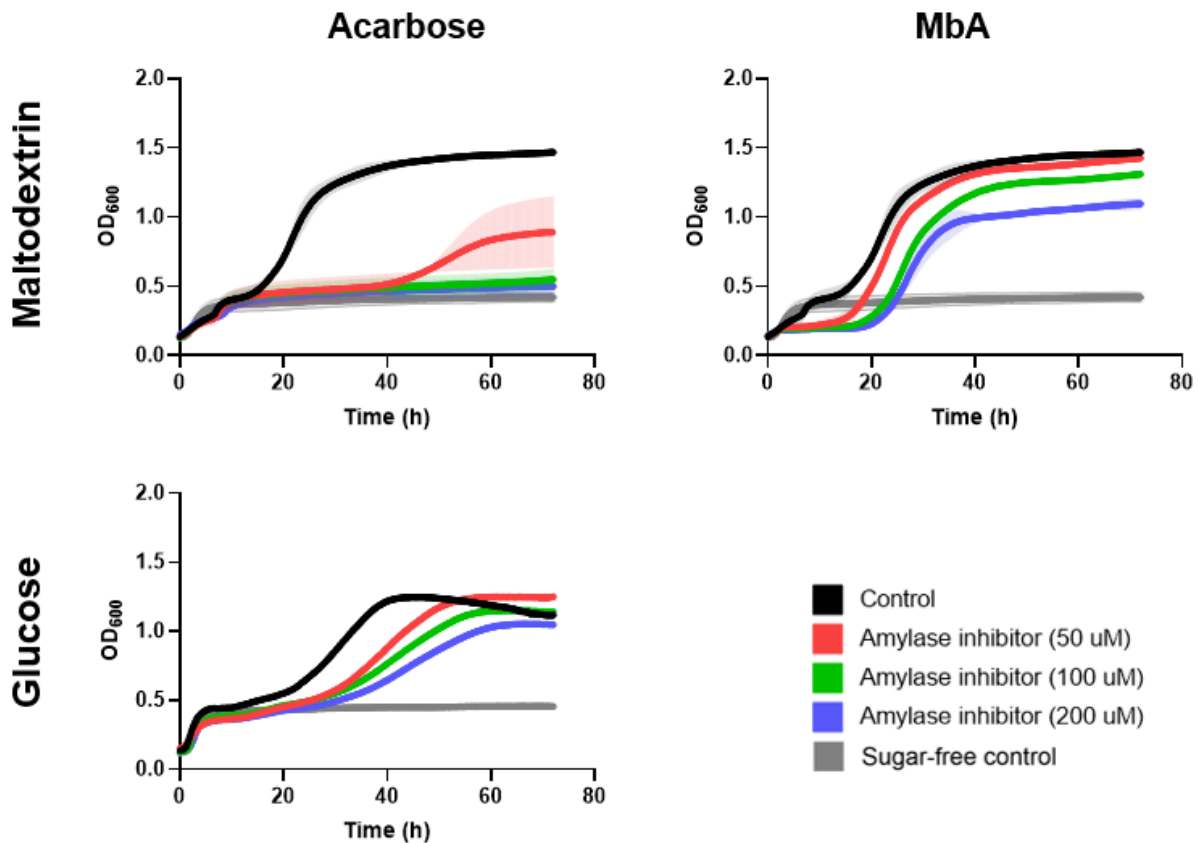 Acarbose
MbA
Maltodextrin
OD600
2.0
1.5
1.0
0.5
0.0
0 20 40 60 80
Time (h)
OD600
2.0
1.5
1.0
0.5
0.0
0 20 40 60 80
Time (h)
Glucose
OD600
2.0
1.5
1.0
0.5
0.0
0 20 40 60 80
Time (h)
Control
Amylase inhibitor (50 uM)
Amylase inhibitor (100 uM)
Amylase inhibitor (200 uM)
Sugar-free control